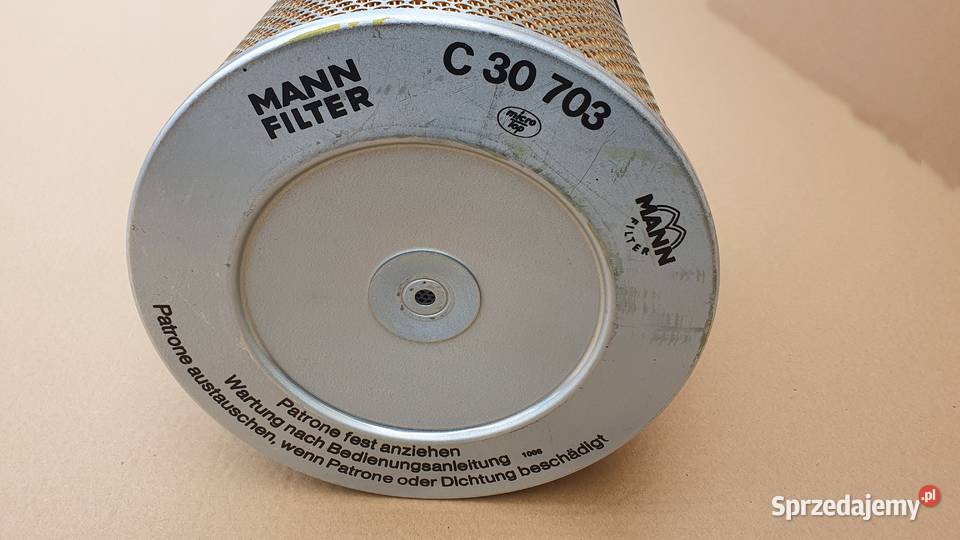 MANN
FILTER
C 30 703
micro
Top
MANN
FILTER
Patrone fest anziehen
Wartung nach Bedienungsanleitung 1006
Patrone austauschen, wenn Patrone oder Dichtung beschädigt
Sprzedajemy.pl